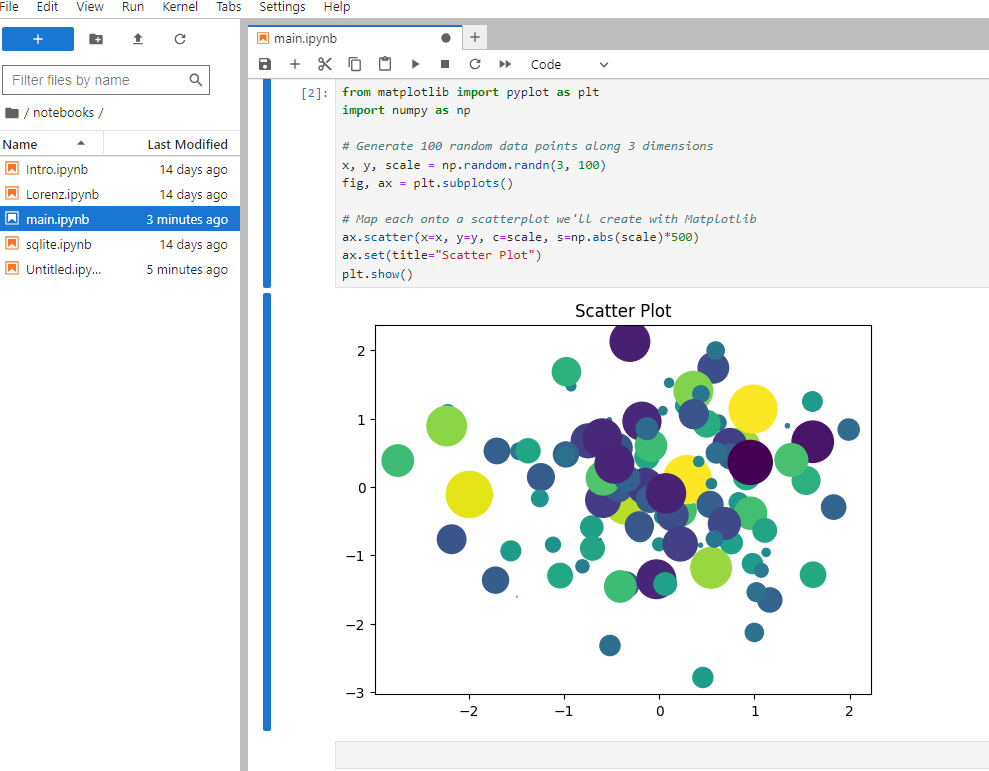 File Edit View Run Kernel Tabs Settings Help
main.ipynb
Filter files by name
Code
/ notebooks /
Name Last Modified
Intro.ipynb 14 days ago
Lorenz.ipynb 14 days ago
main.ipynb 3 minutes ago
sqlite.ipynb 14 days ago
Untitled.ipy... 5 minutes ago
[2]:
from matplotlib import pyplot as plt
import numpy as np
# Generate 100 random data points along 3 dimensions
x, y, scale = np.random.randn(3, 100)
fig, ax = plt.subplots()
# Map each onto a scatterplot we'll create with Matplotlib
ax.scatter(x=x, y=y, c=scale, s=np.abs(scale)*500)
ax.set(title="Scatter Plot")
plt.show()
Scatter Plot
2
1
0
−1
−2
−3
−2 −1 0 1 2